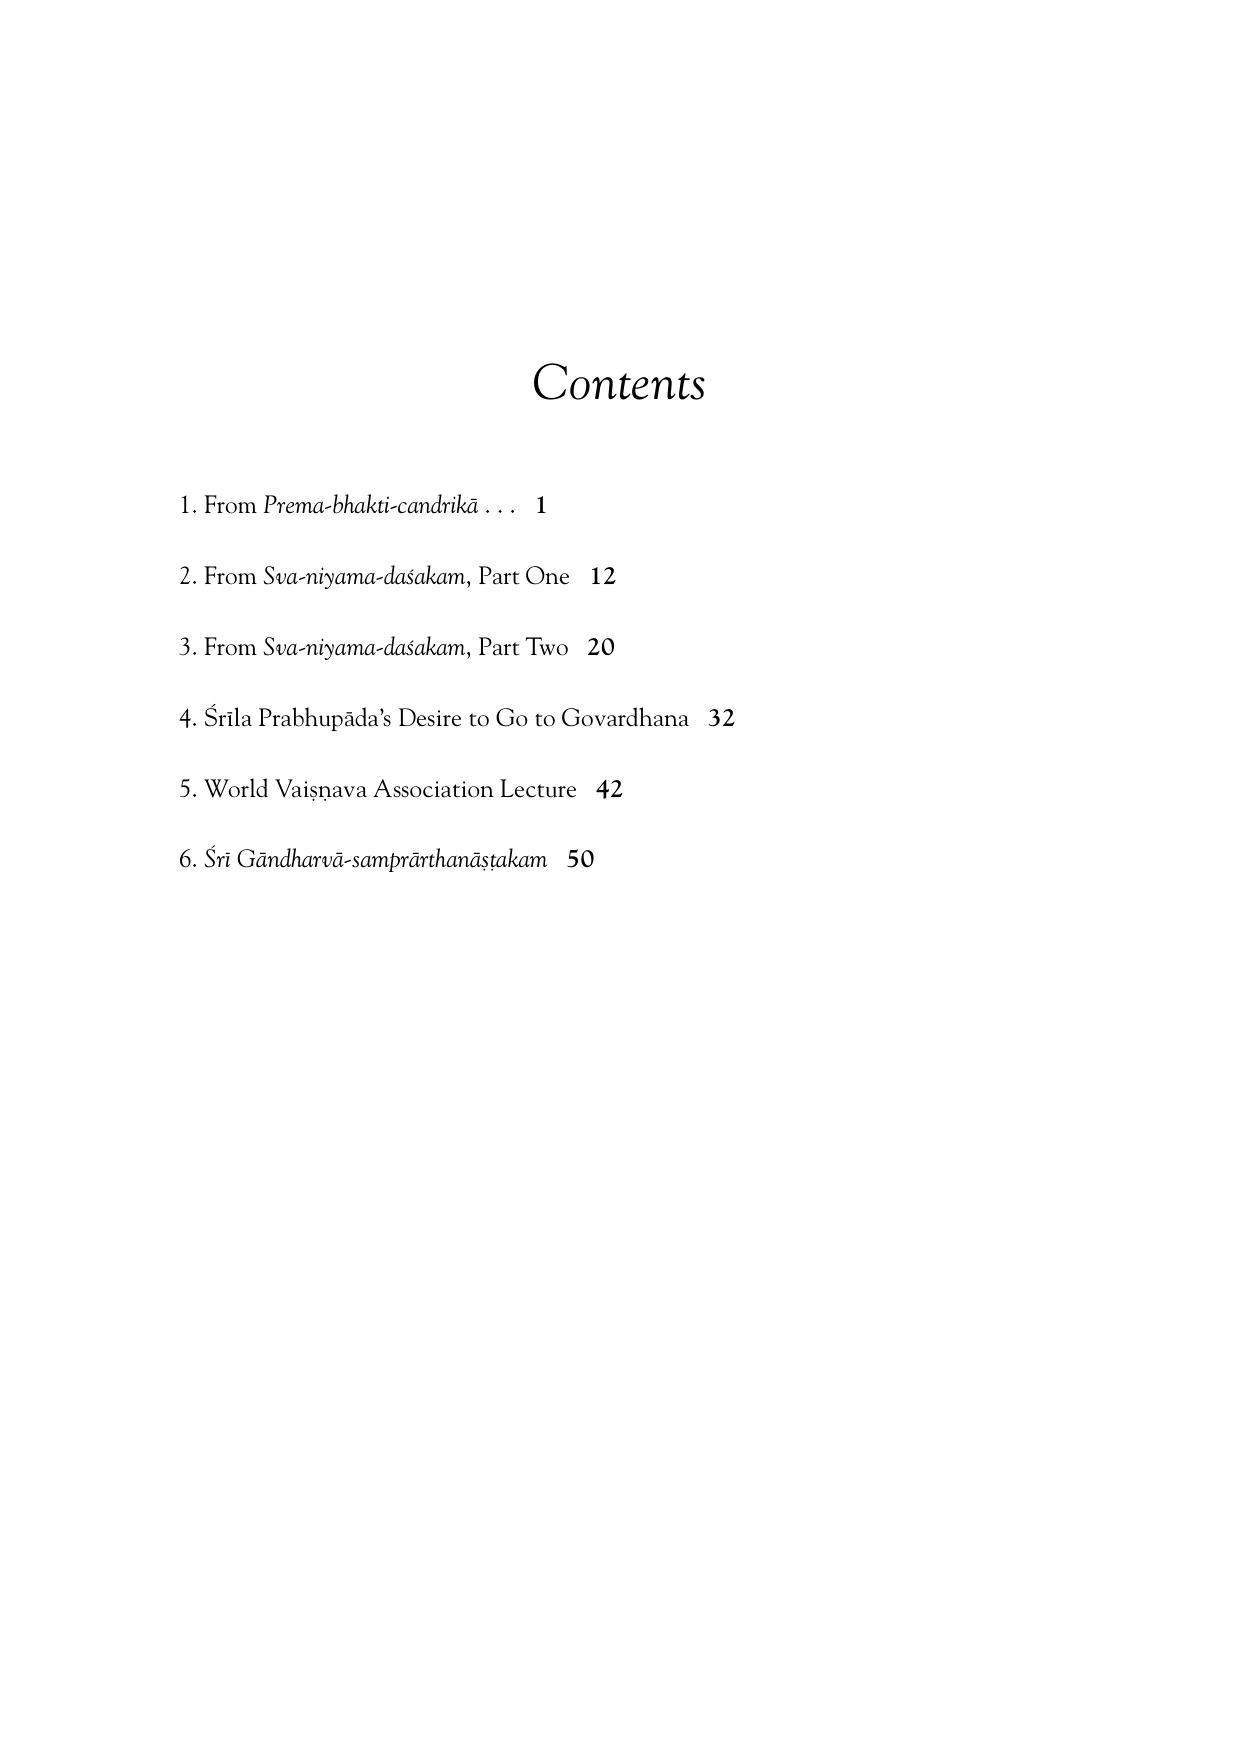 Contents
1. From Prema-bhakti-candrikā . . . 1
2. From Sva-niyama-daśakam, Part One 12
3. From Sva-niyama-daśakam, Part Two 20
4. Śrīla Prabhupāda’s Desire to Go to Govardhana 32
5. World Vaiṣṇava Association Lecture 42
6. Śrī Gāndharvā-samprārthanāṣṭakam 50